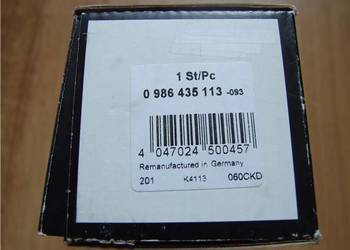 1 St/Pc
0 986 435 113 -093
4 047024 500457
Remanufactured in Germany
201 K4113 060CKD